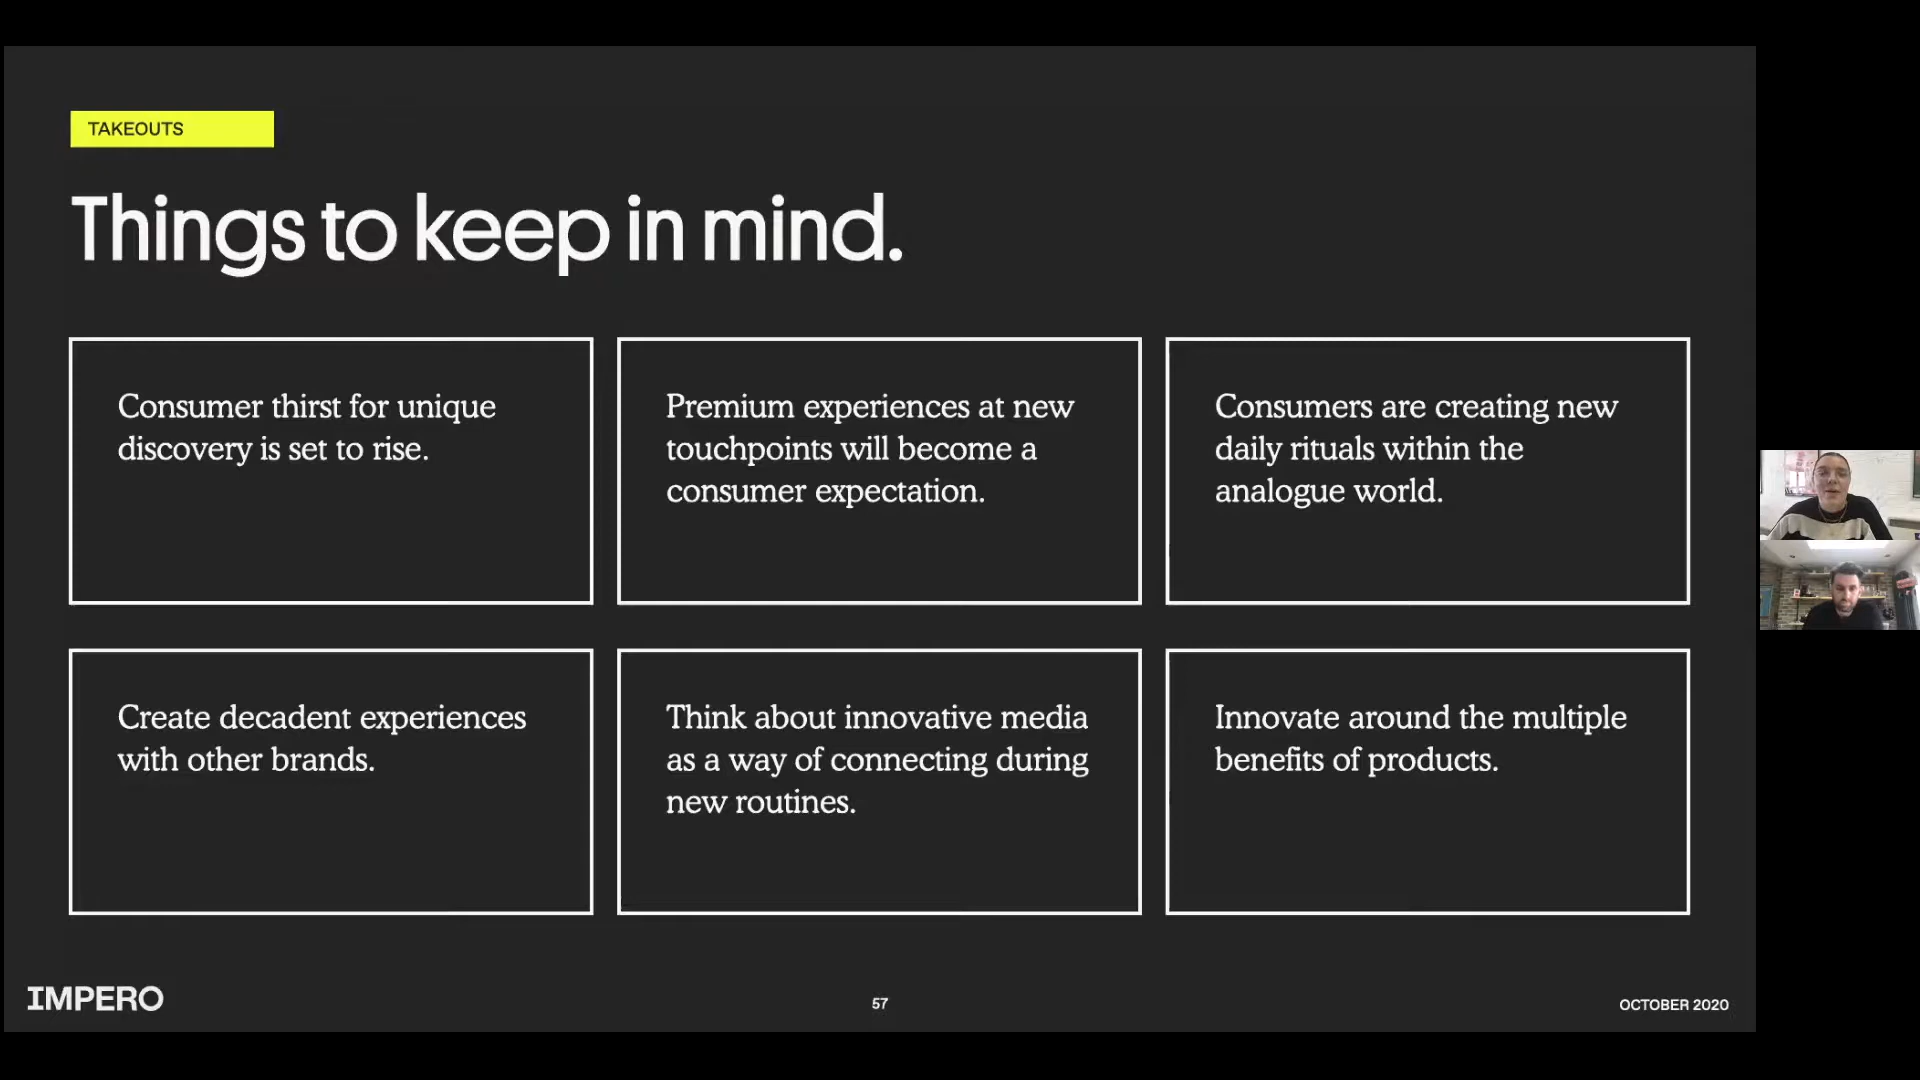 TAKEOUTS
Things to keep in mind.
Consumer thirst for unique
discovery is set to rise.
Premium experiences at new
touchpoints will become a
consumer expectation.
Consumers are creating new
daily rituals within the
analogue world.
Create decadent experiences
with other brands.
Think about innovative media
as a way of connecting during
new routines.
Innovate around the multiple
benefits of products.
IMPERO
57
OCTOBER 2020